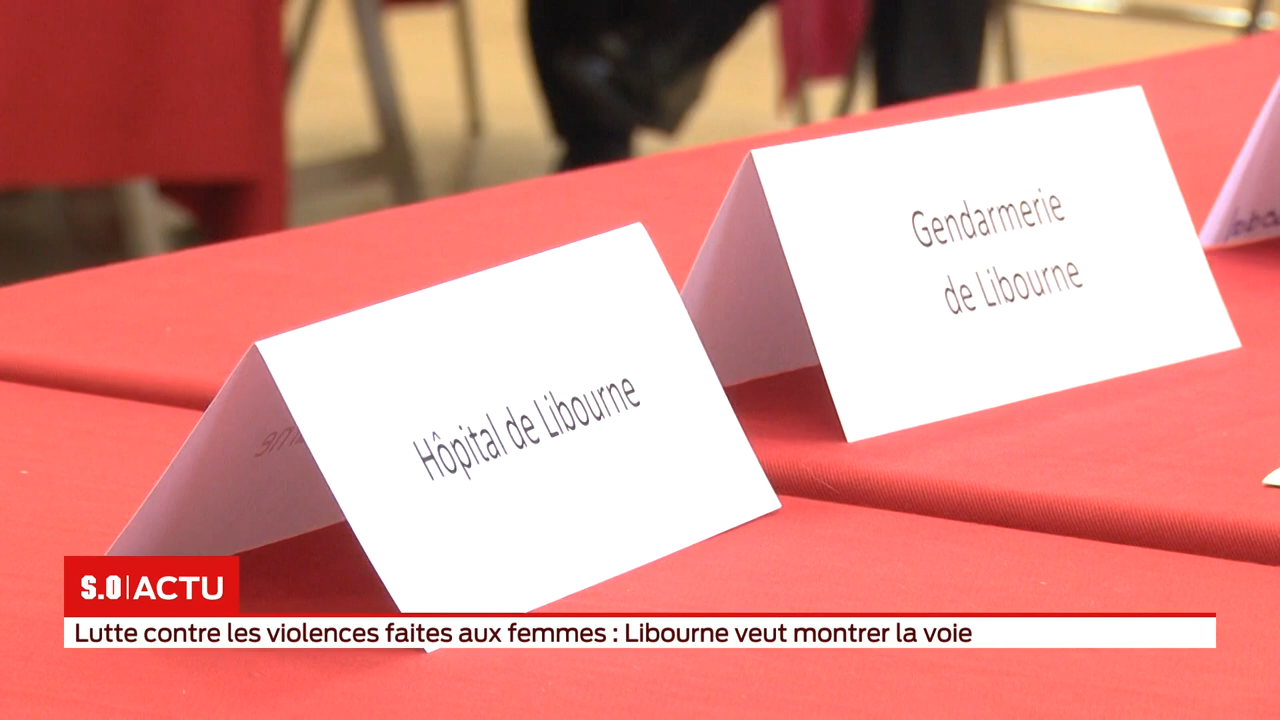 Gendarmerie
de Libourne
Hôpital de Libourne
S.O ACTU
Lutte contre les violences faites aux femmes : Libourne veut montrer la voie